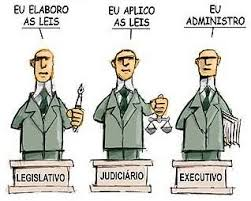 EU ELABORO
AS LEIS
EU APLICO
AS LEIS
EU
ADMINISTRO
LEGISLATIVO
JUDICIÁRIO
EXECUTIVO